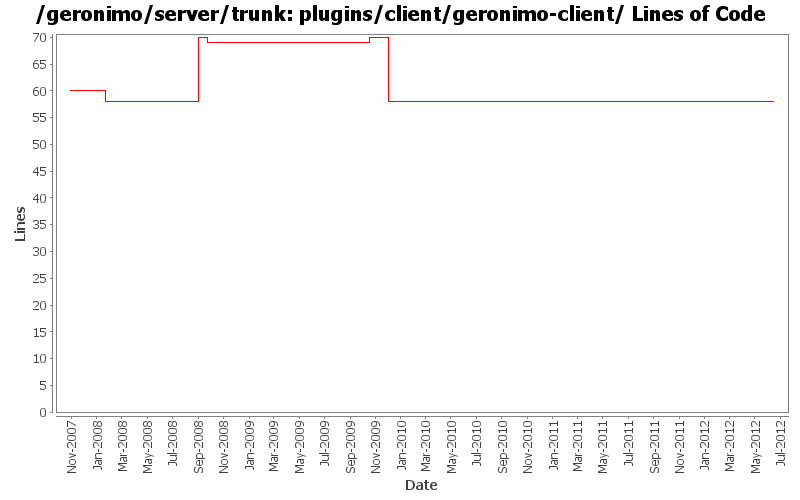 /geronimo/server/trunk: plugins/client/geronimo-client/ Lines of Code
70
65
60
55
50
45
40
35
30
25
20
15
10
5
0
Lines
Nov-2007
Jan-2008
Mar-2008
May-2008
Jul-2008
Sep-2008
Nov-2008
Jan-2009
Mar-2009
May-2009
Jul-2009
Sep-2009
Nov-2009
Jan-2010
Mar-2010
May-2010
Jul-2010
Sep-2010
Nov-2010
Jan-2011
Mar-2011
May-2011
Jul-2011
Sep-2011
Nov-2011
Jan-2012
Mar-2012
May-2012
Jul-2012
Date